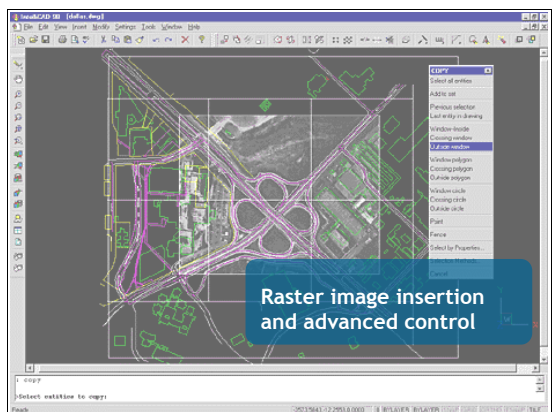 [dallas.dwg]
File Edit View Insert Modify Settings Tools Window Help
COPY
Select all entities
Add to set
Previous selection
Last entity in drawing
Window-inside
Crossing window
Outside window
Window polygon
Crossing polygon
Outside polygon
Window circle
Crossing circle
Outside circle
Point
Fence
Select by Properties...
Cancel
Raster image insertion
and advanced control
: copy
>Select entities to copy:
Ready
BYLAYER BYLAYER